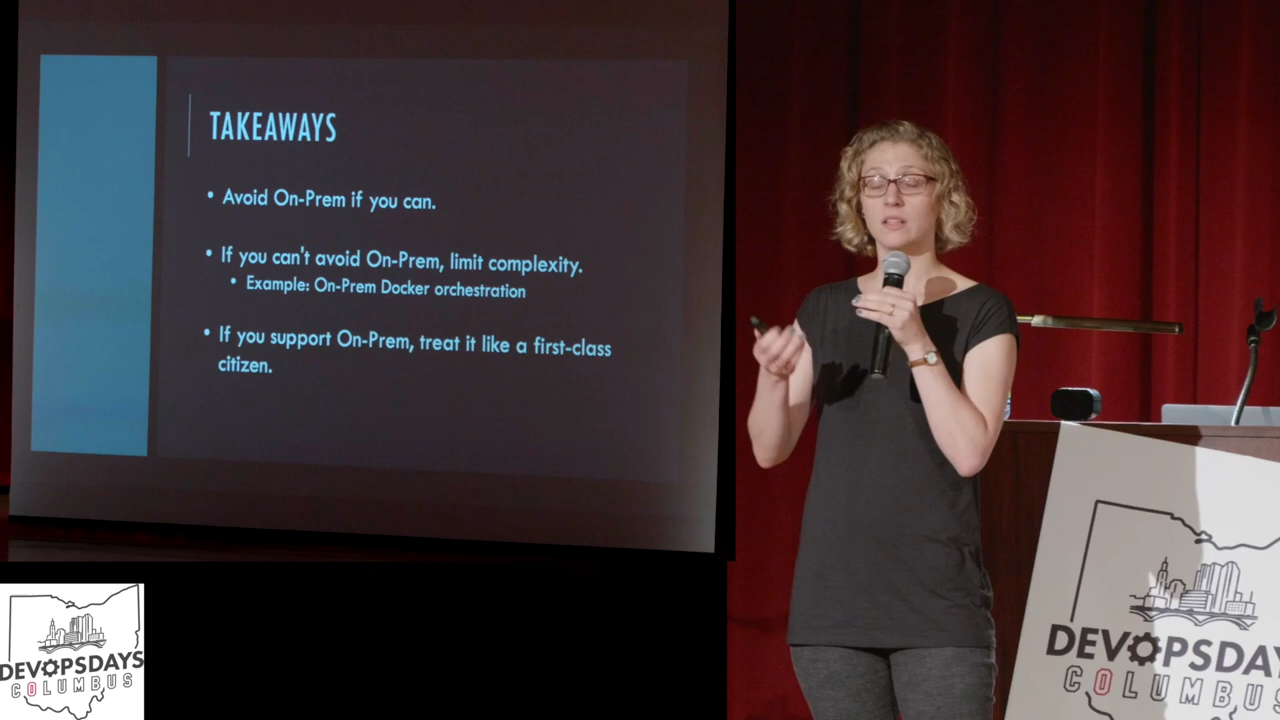 TAKEAWAYS
• Avoid On-Prem if you can.
• If you can't avoid On-Prem, limit complexity.
• Example: On-Prem Docker orchestration
• If you support On-Prem, treat it like a first-class
citizen.
DEVOPSDAYS
COLUMBUS
DEVOPSDAY
COLUMBUS